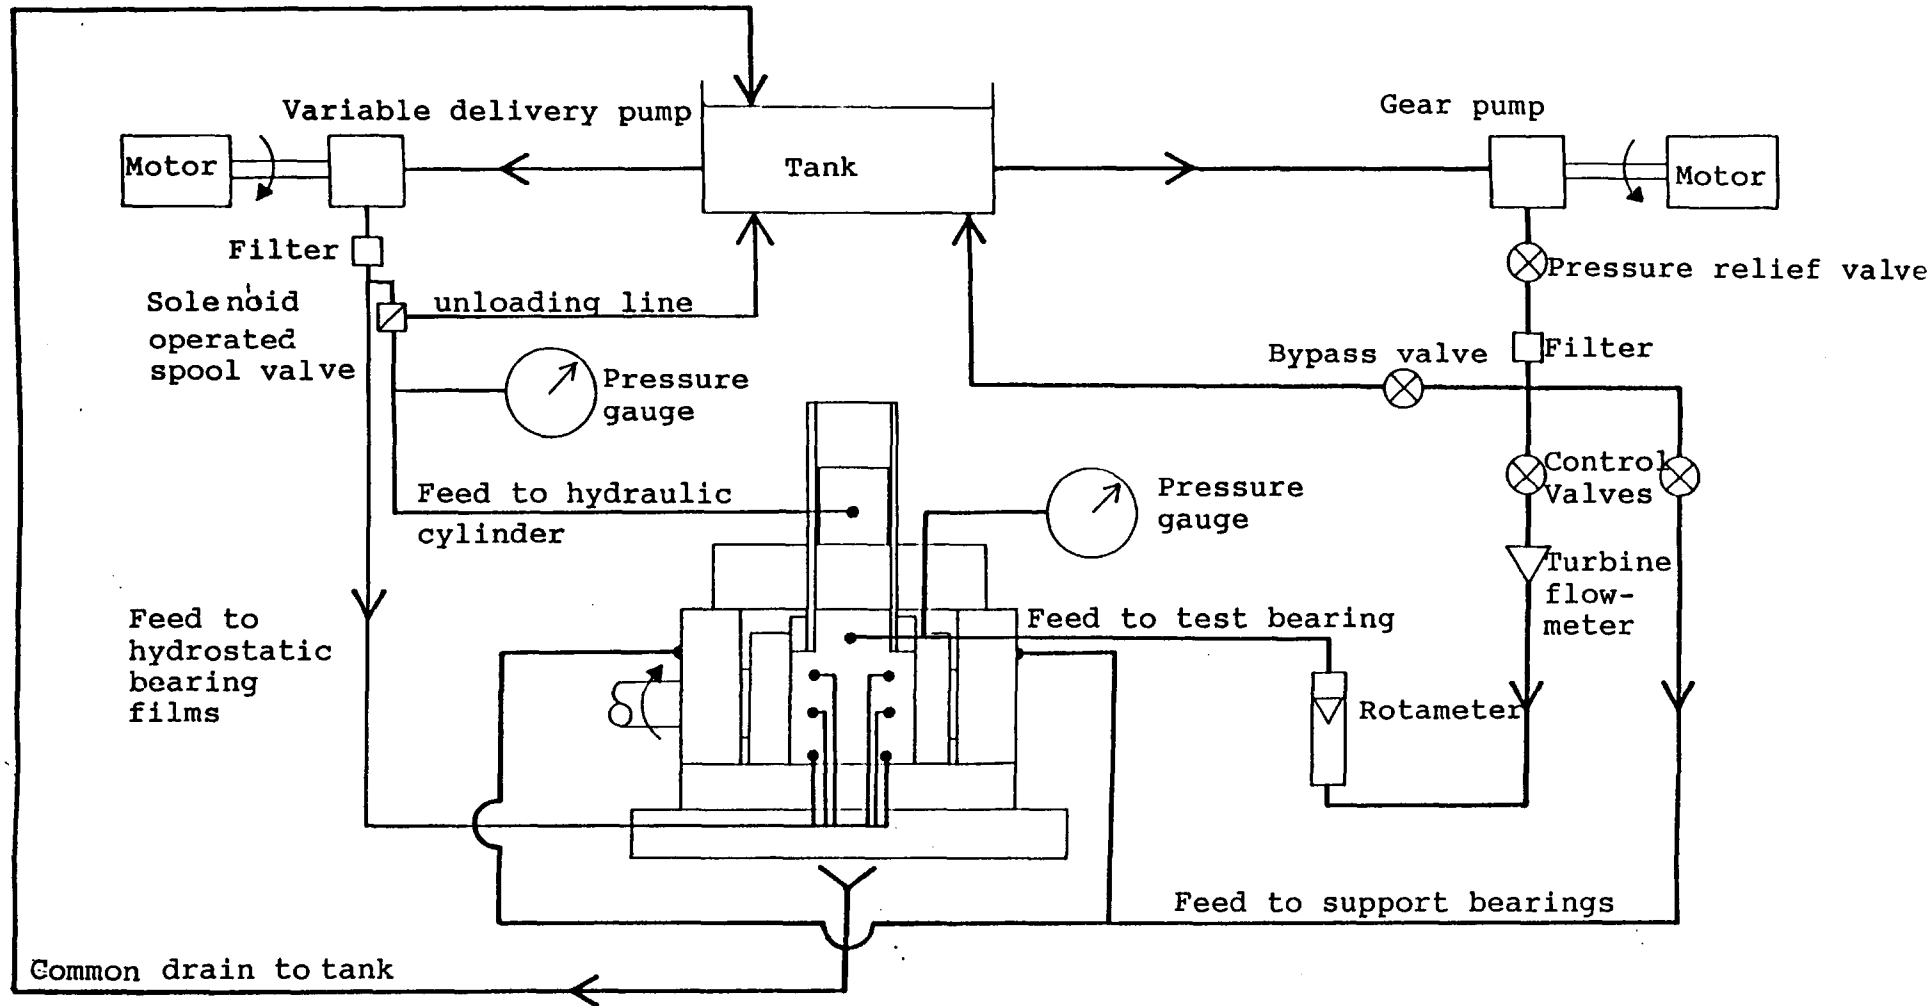 Variable delivery pump
Gear pump
Motor
Tank
Motor
Filter
Pressure relief valve
Solenoid
operated
spool valve
unloading line
Bypass valve
Filter
Pressure
gauge
Control
Valves
Feed to hydraulic
cylinder
Pressure
gauge
Turbine
flow-
meter
Feed to
hydrostatic
bearing
films
Feed to test bearing
Rotameter
Feed to support bearings
Common drain to tank